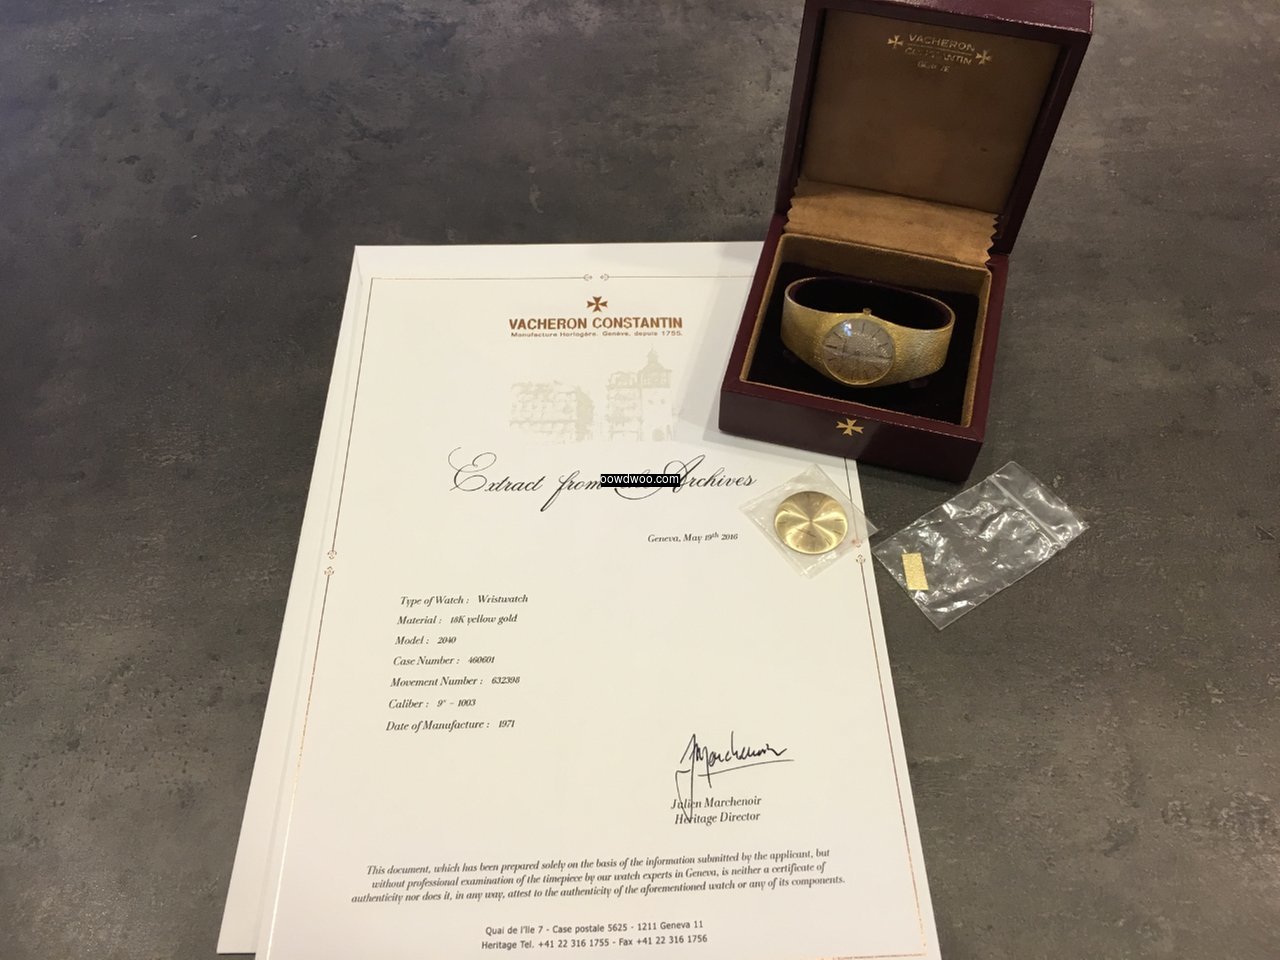 VACHERON
CONSTANTIN
GENÈVE
VACHERON CONSTANTIN
Manufacture Horlogère. Genève, depuis 1755.
Extract from the Archives
oowdwoo.com
Geneva, May 19th 2016
Type of Watch : Wristwatch
Material : 18K yellow gold
Model : 2040
Case Number : 460601
Movement Number : 632398
Caliber : 9" - 1003
Date of Manufacture : 1971
JMarchenoir
Julien Marchenoir
Heritage Director
This document, which has been prepared solely on the basis of the information submitted by the applicant, but
without professional examination of the timepiece by our watch experts in Geneva, is neither a certificate of
authenticity nor does it, in any way, attest to the authenticity of the aforementioned watch or any of its components.
Quai de l'Ile 7 - Case postale 5625 - 1211 Geneva 11
Heritage Tel. +41 22 316 1755 - Fax +41 22 316 1756